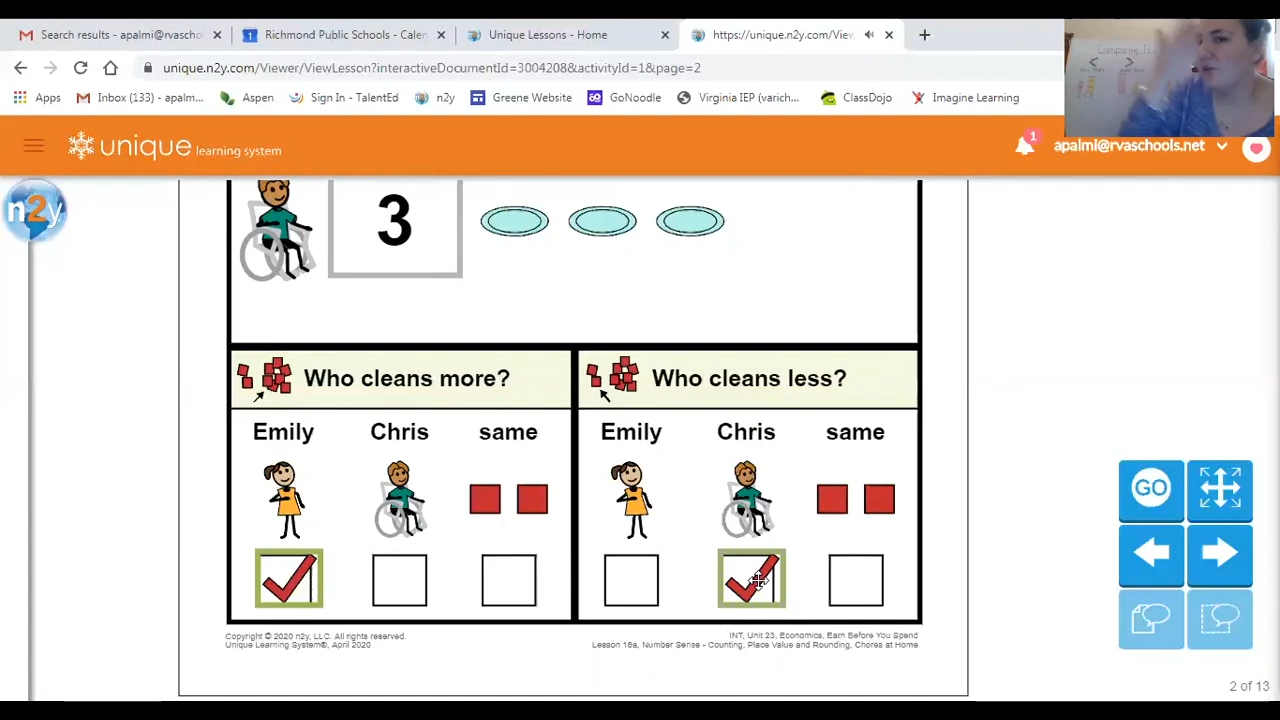 Search results - apalmi@rvaschoo
Richmond Public Schools - Calen
Unique Lessons - Home
https://unique.n2y.com/View
unique.n2y.com/Viewer/ViewLesson?interactiveDocumentId=3004208&activityId=1&page=2
Apps
Inbox (133) - apalm...
Aspen
Sign In - TalentEd
n2y
Greene Website
GoNoodle
Virginia IEP (varich...
ClassDojo
Imagine Learning
Comparing
unique learning system
1
apalmi@rvaschools.net
n2y
3
Who cleans more?
Who cleans less?
Emily Chris same
Emily Chris same
GO
Copyright © 2020 n2y, LLC. All rights reserved.
Unique Learning System®, April 2020
INT, Unit 23, Economics, Earn Before You Spend
Lesson 16a, Number Sense - Counting, Place Value and Rounding, Chores at Home
2 of 13